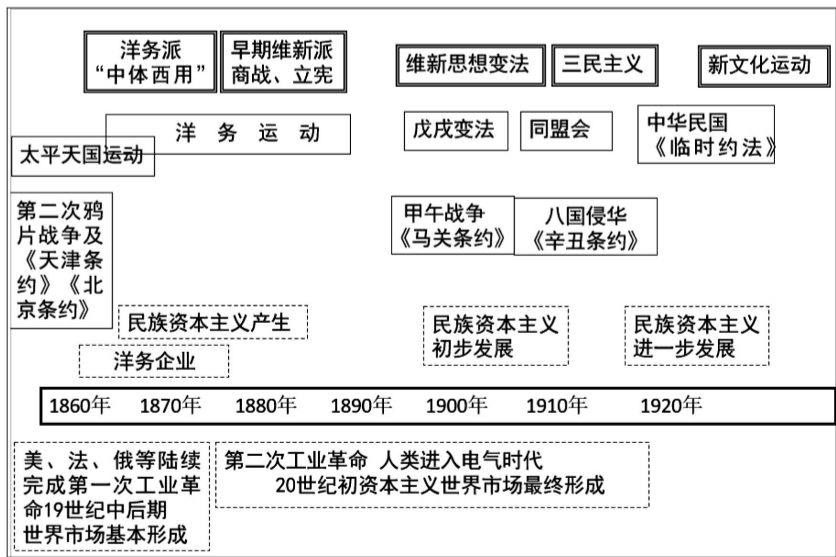 洋务派
“中体西用”
早期维新派
商战、立宪
维新思想变法
三民主义
新文化运动
太平天国运动
洋 务 运 动
戊戌变法
同盟会
中华民国
《临时约法》
第二次鸦
片战争及
《天津条
约》《北
京条约》
甲午战争
《马关条约》
八国侵华
《辛丑条约》
民族资本主义产生
洋务企业
民族资本主义
初步发展
民族资本主义
进一步发展
1860年 1870年 1880年 1890年 1900年 1910年 1920年
美、法、俄等陆续
完成第一次工业革
命19世纪中后期
世界市场基本形成
第二次工业革命 人类进入电气时代
20世纪初资本主义世界市场最终形成